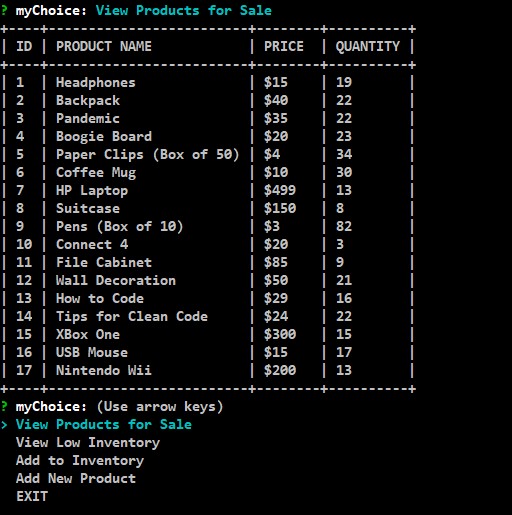 ? myChoice: View Products for Sale
+----+-------------------------+--------+----------+
| ID | PRODUCT NAME            | PRICE  | QUANTITY |
+----+-------------------------+--------+----------+
| 1  | Headphones              | $15    | 19       |
| 2  | Backpack                | $40    | 22       |
| 3  | Pandemic                | $35    | 22       |
| 4  | Boogie Board            | $20    | 23       |
| 5  | Paper Clips (Box of 50) | $4     | 34       |
| 6  | Coffee Mug              | $10    | 30       |
| 7  | HP Laptop               | $499   | 13       |
| 8  | Suitcase                | $150   | 8        |
| 9  | Pens (Box of 10)        | $3     | 82       |
| 10 | Connect 4               | $20    | 3        |
| 11 | File Cabinet            | $85    | 9        |
| 12 | Wall Decoration         | $50    | 21       |
| 13 | How to Code             | $29    | 16       |
| 14 | Tips for Clean Code     | $24    | 22       |
| 15 | XBox One                | $300   | 15       |
| 16 | USB Mouse               | $15    | 17       |
| 17 | Nintendo Wii            | $200   | 13       |
+----+-------------------------+--------+----------+
? myChoice: (Use arrow keys)
> View Products for Sale
  View Low Inventory
  Add to Inventory
  Add New Product
  EXIT